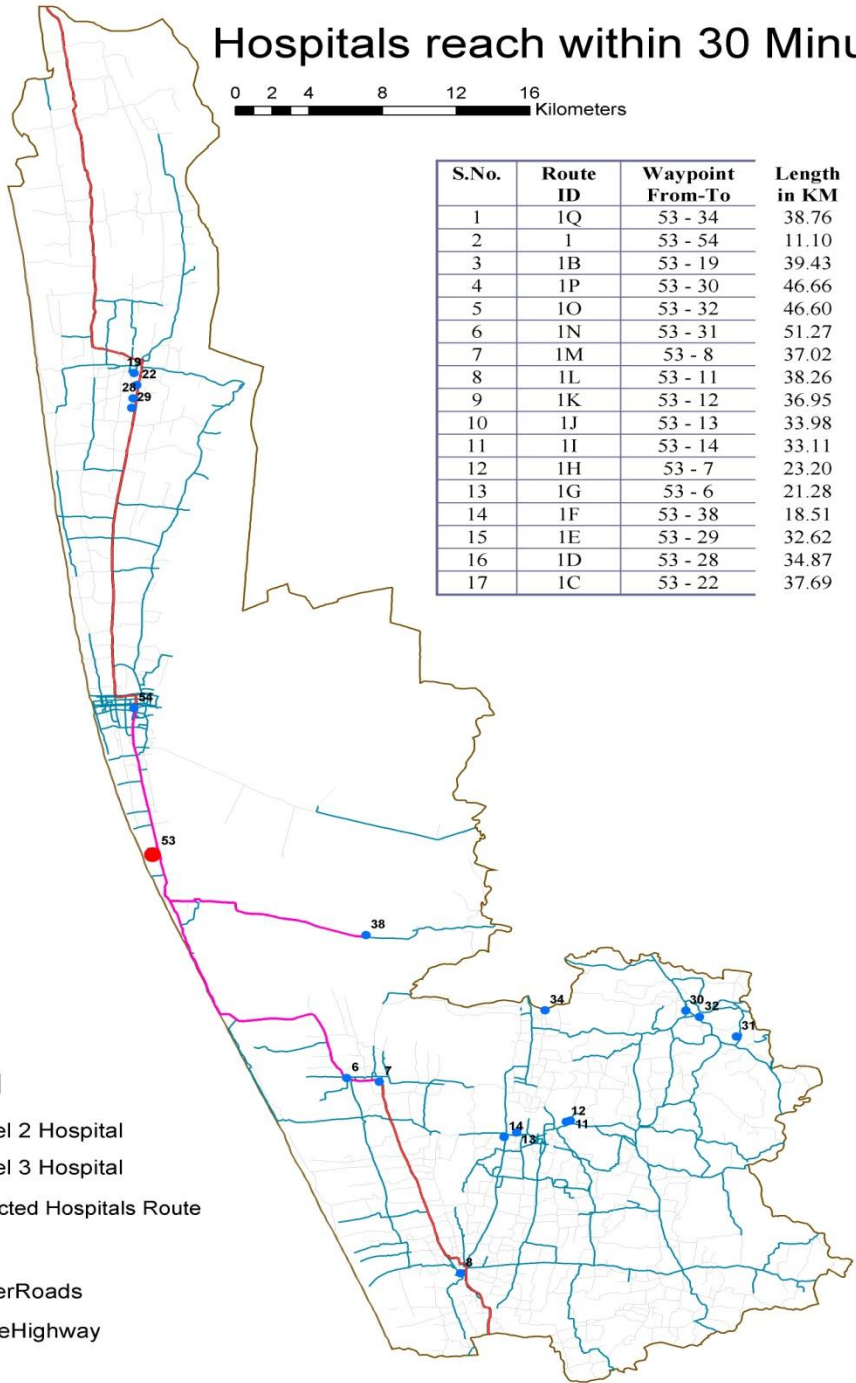 Hospitals reach within 30 Minu
0 2 4 8 12 16
Kilometers
S.No. Route ID Waypoint From-To Length in KM
1 1Q 53 - 34 38.76
2 1 53 - 54 11.10
3 1B 53 - 19 39.43
4 1P 53 - 30 46.66
5 1O 53 - 32 46.60
6 1N 53 - 31 51.27
7 1M 53 - 8 37.02
8 1L 53 - 11 38.26
9 1K 53 - 12 36.95
10 1J 53 - 13 33.98
11 1I 53 - 14 33.11
12 1H 53 - 7 23.20
13 1G 53 - 6 21.28
14 1F 53 - 38 18.51
15 1E 53 - 29 32.62
16 1D 53 - 28 34.87
17 1C 53 - 22 37.69
19
22
28
29
54
53
38
34
30
32
31
6
7
12
11
14
13
8
el 2 Hospital
el 3 Hospital
cted Hospitals Route
erRoads
eHighway